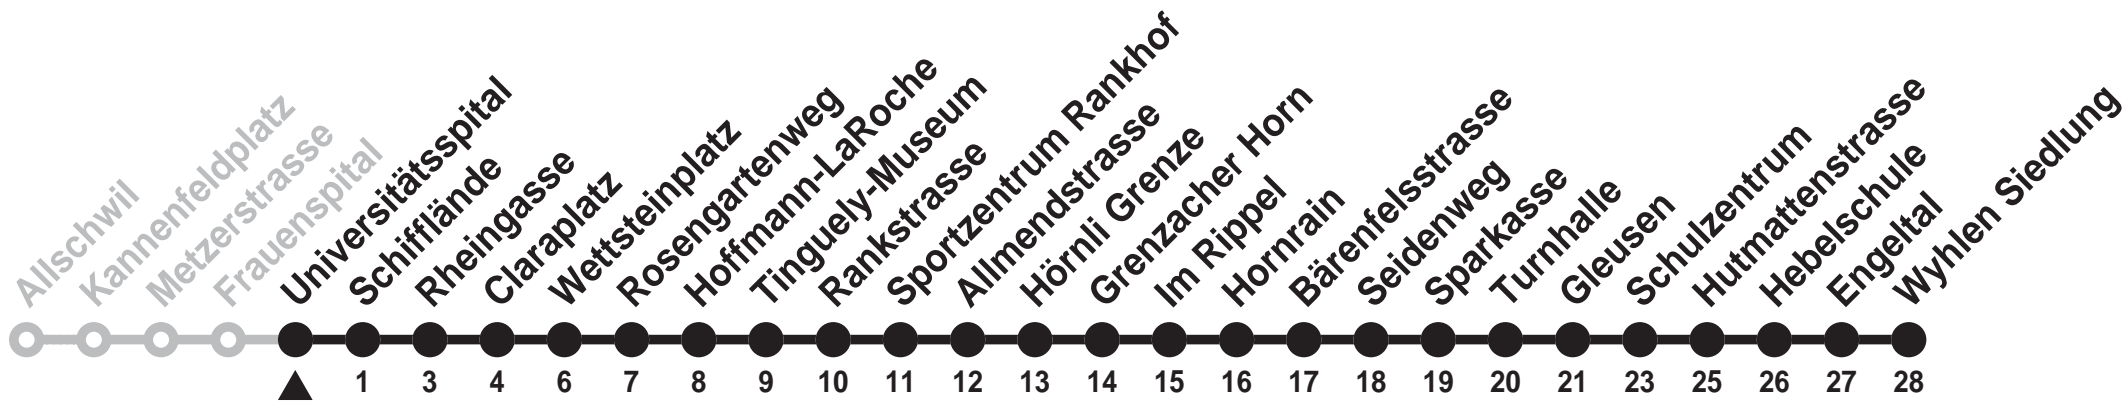 Allschwil
Kannenfeldplatz
Metzerstrasse
Frauenspital
Universitätsspital
Schifflände
Rheingasse
Claraplatz
Wettsteinplatz
Rosengartenweg
Hoffmann-LaRoche
Tinguely-Museum
Rankstrasse
Sportzentrum Rankhof
Allmendstrasse
Hörnli Grenze
Grenzacher Horn
Im Rippel
Hornrain
Bärenfelsstrasse
Seidenweg
Sparkasse
Turnhalle
Gleusen
Schulzentrum
Hutmattenstrasse
Hebelschule
Engeltal
Wyhlen Siedlung
1 3 4 6 7 8 9 10 11 12 13 14 15 16 17 18 19 20 21 23 25 26 27 28